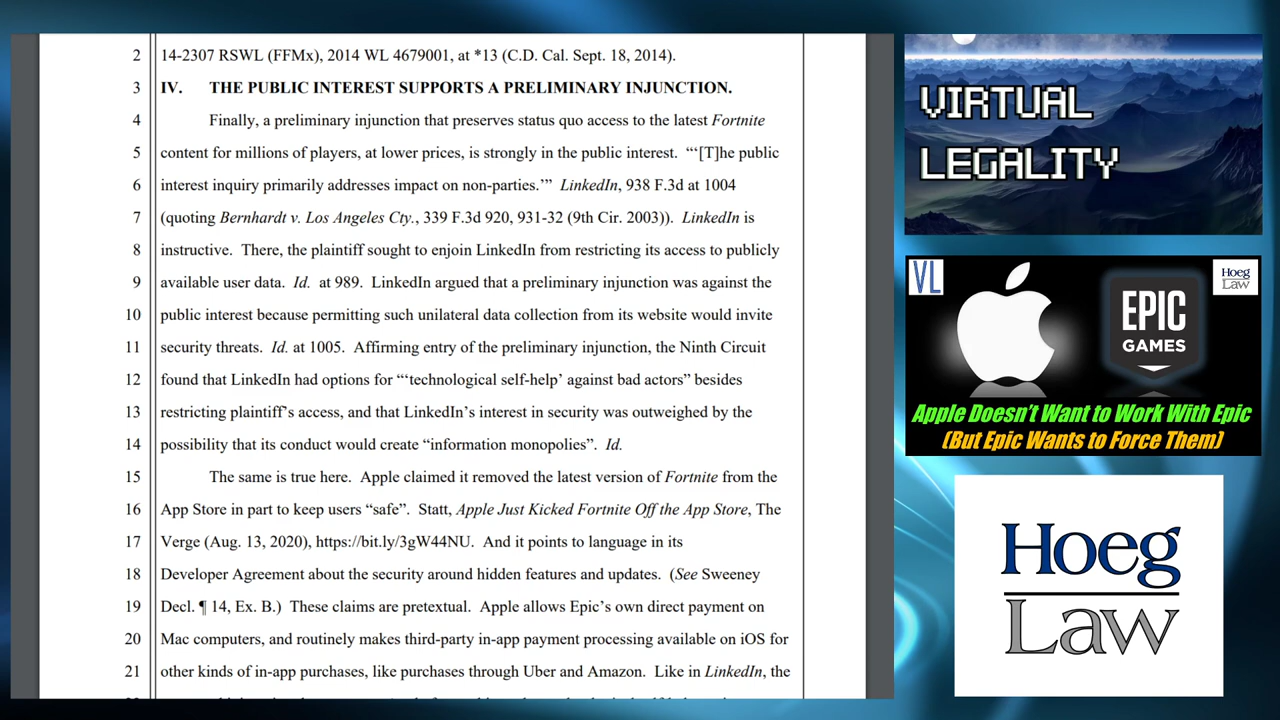 2 14-2307 RSWL (FFMx), 2014 WL 4679001, at *13 (C.D. Cal. Sept. 18, 2014).
3 IV. THE PUBLIC INTEREST SUPPORTS A PRELIMINARY INJUNCTION.
4 Finally, a preliminary injunction that preserves status quo access to the latest Fortnite
5 content for millions of players, at lower prices, is strongly in the public interest. “‘[T]he public
6 interest inquiry primarily addresses impact on non-parties.’” LinkedIn, 938 F.3d at 1004
7 (quoting Bernhardt v. Los Angeles Cty., 339 F.3d 920, 931-32 (9th Cir. 2003)). LinkedIn is
8 instructive. There, the plaintiff sought to enjoin LinkedIn from restricting its access to publicly
9 available user data. Id. at 989. LinkedIn argued that a preliminary injunction was against the
10 public interest because permitting such unilateral data collection from its website would invite
11 security threats. Id. at 1005. Affirming entry of the preliminary injunction, the Ninth Circuit
12 found that LinkedIn had options for “‘technological self-help’ against bad actors” besides
13 restricting plaintiff’s access, and that LinkedIn’s interest in security was outweighed by the
14 possibility that its conduct would create “information monopolies”. Id.
15 The same is true here. Apple claimed it removed the latest version of Fortnite from the
16 App Store in part to keep users “safe”. Statt, Apple Just Kicked Fortnite Off the App Store, The
17 Verge (Aug. 13, 2020), https://bit.ly/3gW44NU. And it points to language in its
18 Developer Agreement about the security around hidden features and updates. (See Sweeney
19 Decl. ¶ 14, Ex. B.) These claims are pretextual. Apple allows Epic’s own direct payment on
20 Mac computers, and routinely makes third-party in-app payment processing available on iOS for
21 other kinds of in-app purchases, like purchases through Uber and Amazon. Like in LinkedIn, the
VIRTUAL
LEGALITY
VL
Hoeg
Law
EPIC
GAMES
Apple Doesn't Want to Work With Epic
(But Epic Wants to Force Them)
Hoeg
Law